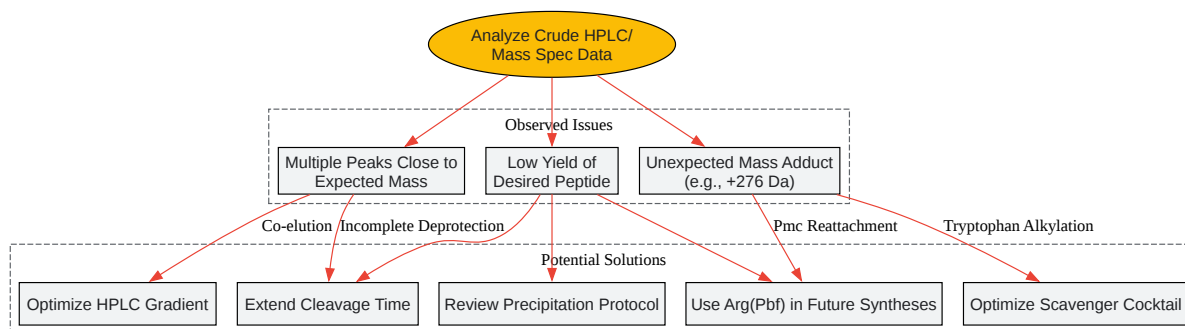 Analyze Crude HPLC/
Mass Spec Data
Observed Issues
Multiple Peaks Close to
Expected Mass
Low Yield of
Desired Peptide
Unexpected Mass Adduct
(e.g., +276 Da)
Co-elution
Incomplete Deprotection
Pmc Reattachment
Tryptophan Alkylation
Potential Solutions
Optimize HPLC Gradient
Extend Cleavage Time
Review Precipitation Protocol
Use Arg(Pbf) in Future Syntheses
Optimize Scavenger Cocktail